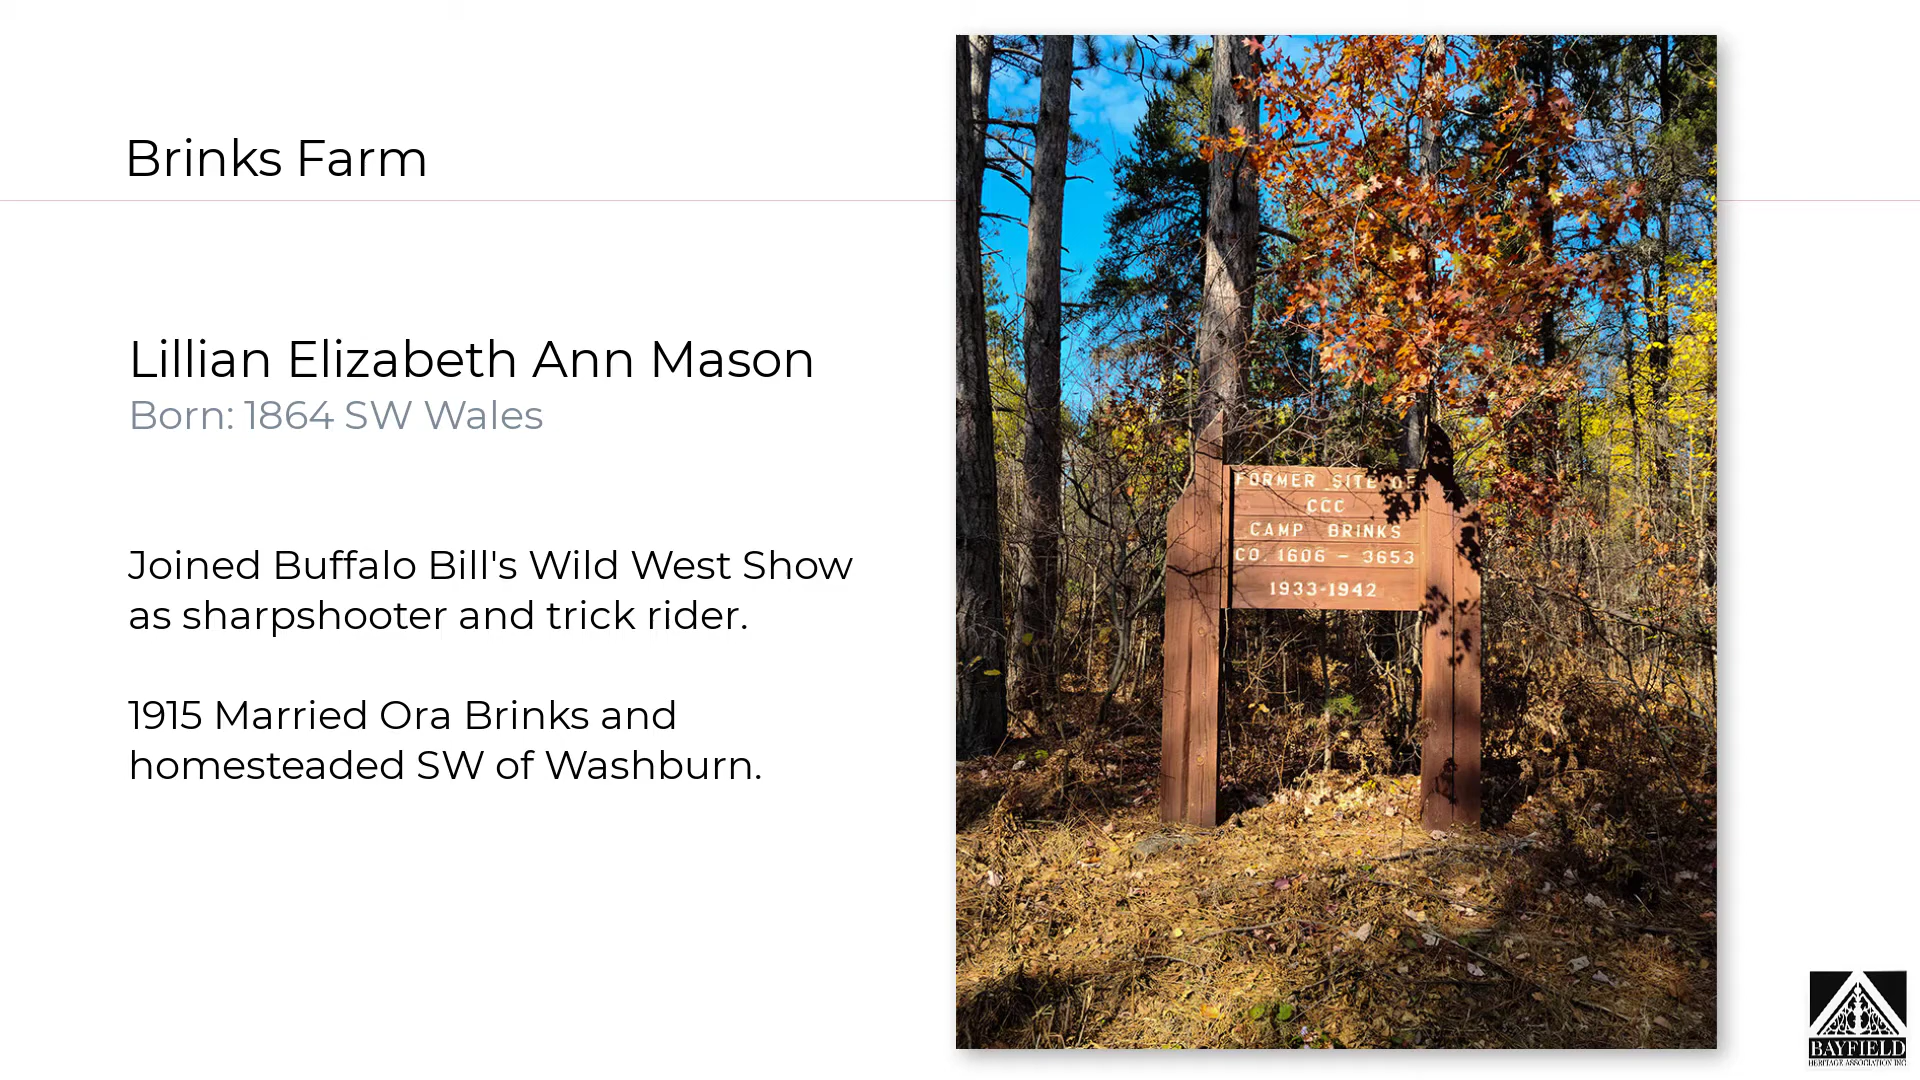 Brinks Farm
Lillian Elizabeth Ann Mason
Born: 1864 SW Wales
Joined Buffalo Bill's Wild West Show
as sharpshooter and trick rider.
1915 Married Ora Brinks and
homesteaded SW of Washburn.
FORMER SITE OF
CCC
CAMP BRINKS
CO. 1606 - 3653
1933-1942
BAYFIELD
HERITAGE ASSOCIATION INC